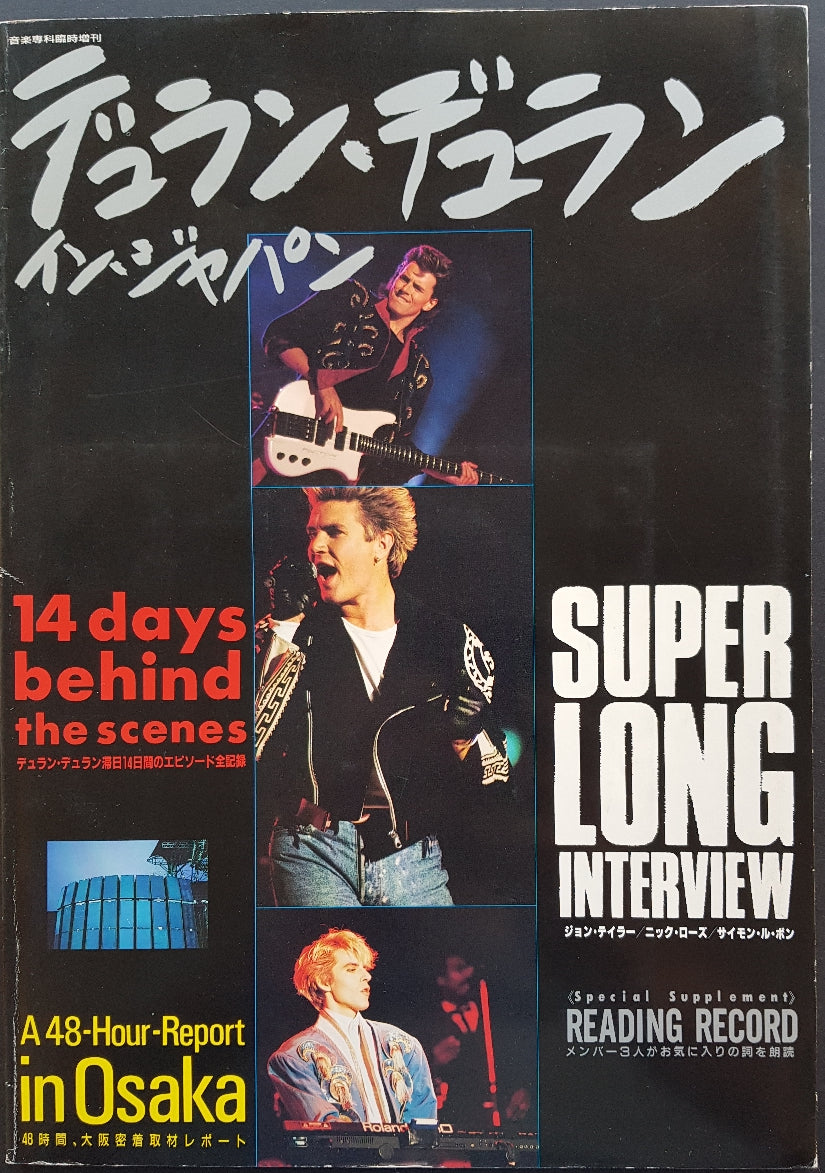 音楽専科臨時増刊
デュラン・デュラン
イン・ジャパン
14 days
behind
the scenes
デュラン・デュラン滞日14日間のエピソード全記録
SUPER
LONG
INTERVIEW
ジョン・テイラー/ニック・ローズ/サイモン・ル・ボン
《Special Supplement》
READING RECORD
メンバー3人がお気に入りの詞を朗読
A 48-Hour-Report
in Osaka
48時間、大阪密着取材レポート
Roland